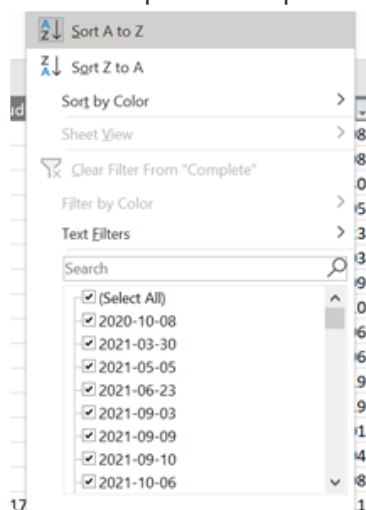 Sort A to Z
Sort Z to A
Sort by Color
Sheet View
Clear Filter From "Complete"
Filter by Color
Text Filters
Search
(Select All)
2020-10-08
2021-03-30
2021-05-05
2021-06-23
2021-09-03
2021-09-09
2021-09-10
2021-10-06
17